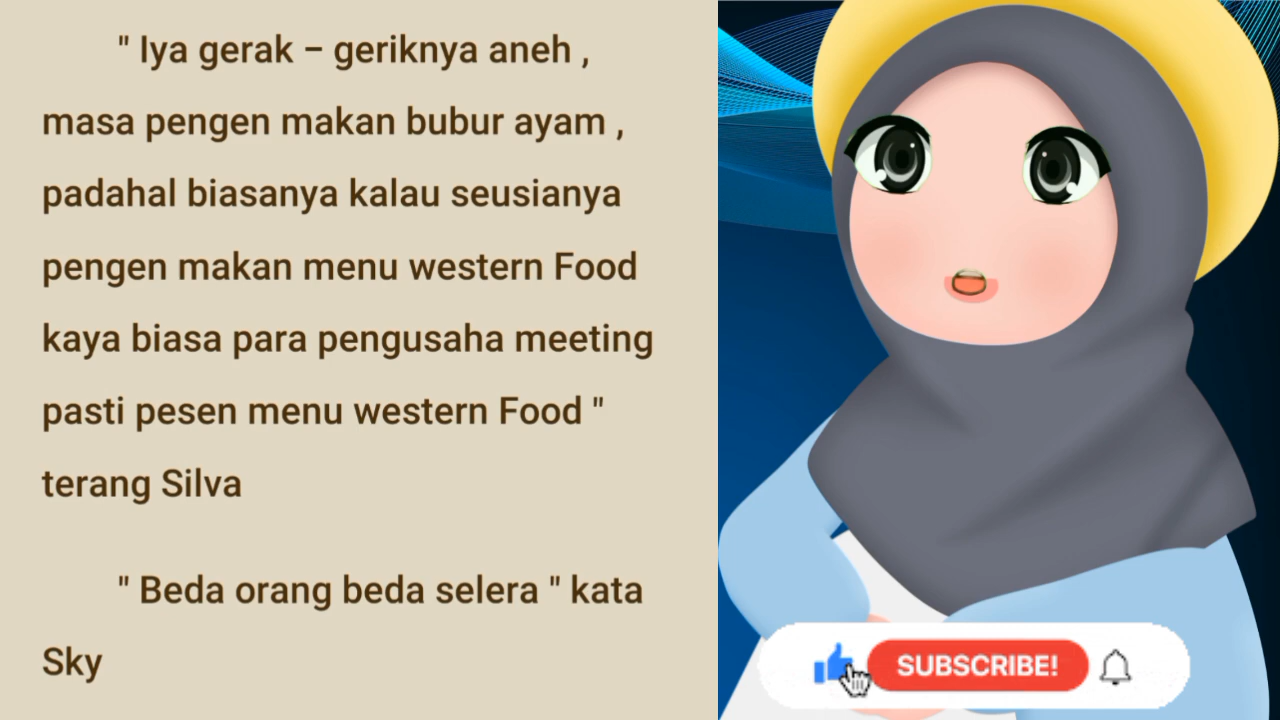 " Iya gerak – geriknya aneh ,
masa pengen makan bubur ayam ,
padahal biasanya kalau seusianya
pengen makan menu western Food
kaya biasa para pengusaha meeting
pasti pesen menu western Food "
terang Silva
" Beda orang beda selera " kata
Sky
SUBSCRIBE!